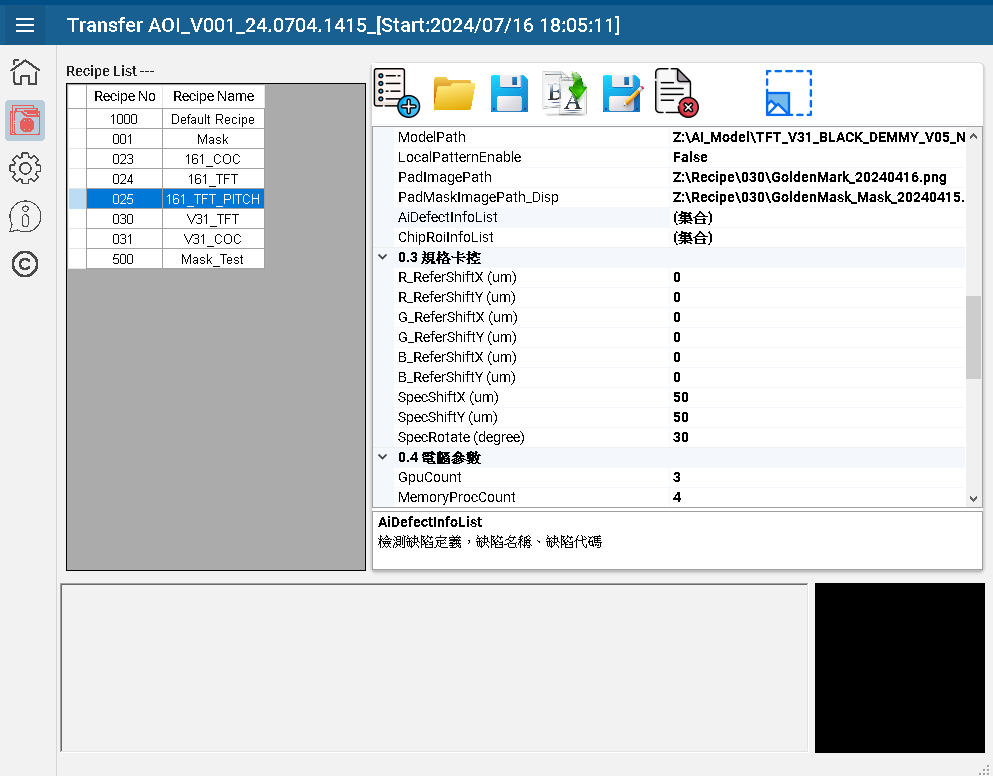 Transfer AOI_V001_24.0704.1415_[Start:2024/07/16 18:05:11]
Recipe List ---
Recipe No Recipe Name
1000 Default Recipe
001 Mask
023 161_COC
024 161_TFT
025 161_TFT_PITCH
030 V31_TFT
031 V31_COC
500 Mask_Test
B A
ModelPath Z:\AI_Model\TFT_V31_BLACK_DEMMY_V05_N
LocalPatternEnable False
PadImagePath Z:\Recipe\030\GoldenMark_20240416.png
PadMaskImagePath_Disp Z:\Recipe\030\GoldenMask_Mask_20240415.
AiDefectInfoList (集合)
ChipRoiInfoList (集合)
0.3 規格卡控
R_ReferShiftX (um) 0
R_ReferShiftY (um) 0
G_ReferShiftX (um) 0
G_ReferShiftY (um) 0
B_ReferShiftX (um) 0
B_ReferShiftY (um) 0
SpecShiftX (um) 50
SpecShiftY (um) 50
SpecRotate (degree) 30
0.4 電腦參數
GpuCount 3
MemoryProcCount 4
AiDefectInfoList
檢測缺陷定義，缺陷名稱、缺陷代碼